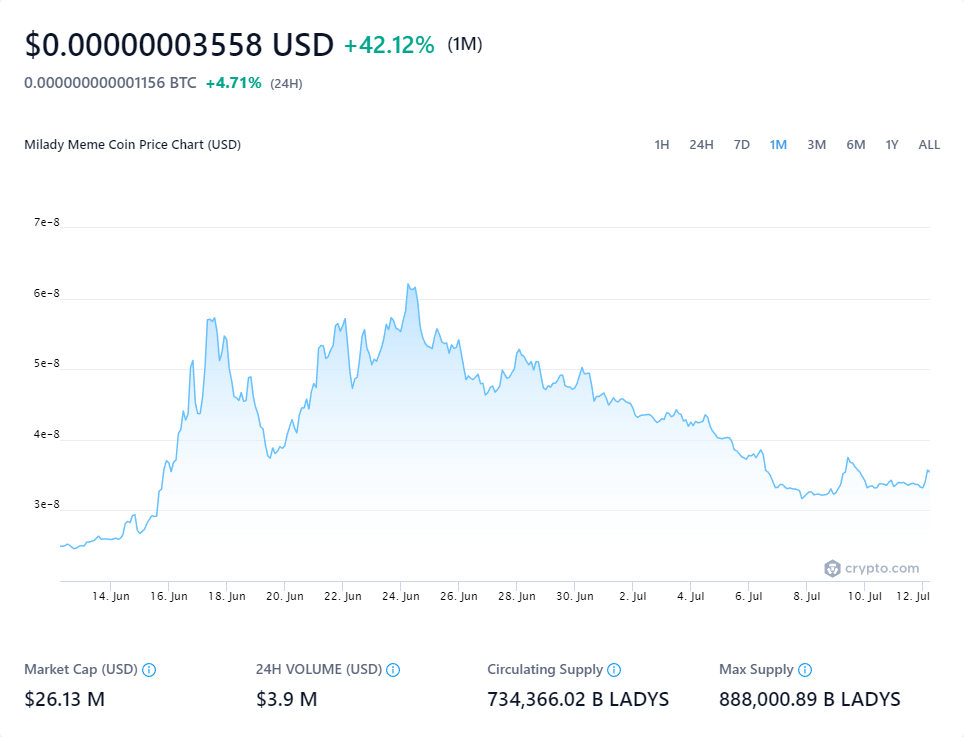 $0.00000003558 USD +42.12% (1M)
0.000000000001156 BTC +4.71% (24H)
Milady Meme Coin Price Chart (USD) 1H 24H 7D 1M 3M 6M 1Y ALL
7e-8
6e-8
5e-8
4e-8
3e-8
crypto.com
14. Jun 16. Jun 18. Jun 20. Jun 22. Jun 24. Jun 26. Jun 28. Jun 30. Jun 2. Jul 4. Jul 6. Jul 8. Jul 10. Jul 12. Jul
Market Cap (USD) 24H VOLUME (USD) Circulating Supply Max Supply
$26.13 M $3.9 M 734,366.02 B LADYS 888,000.89 B LADYS